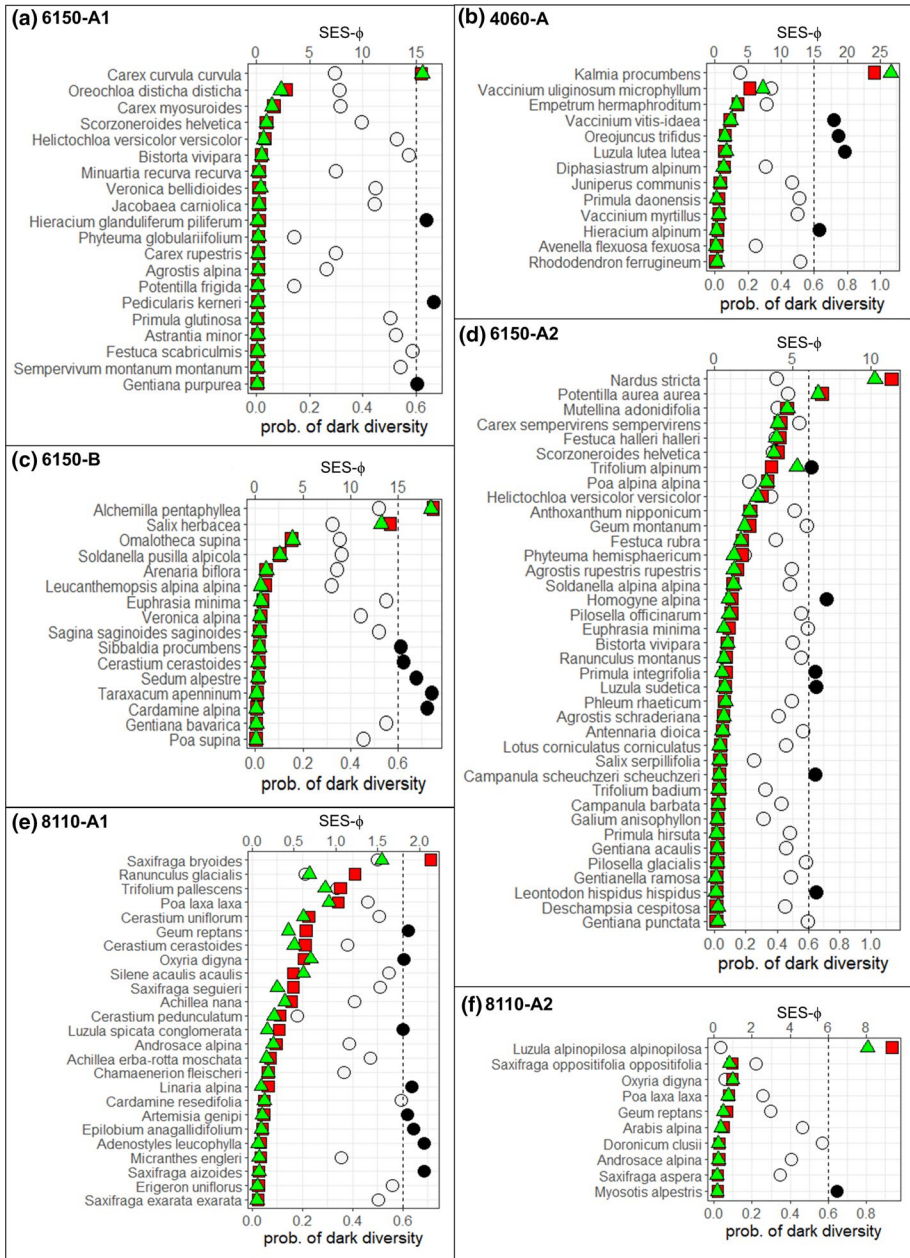 (a) 6150-A1
SES-ϕ
0 5 10 15
Carex curvula curvula
Oreochloa disticha disticha
Carex myosuroides
Scorzoneroides helvetica
Helictochloa versicolor versicolor
Bistorta vivipara
Minuartia recurva recurva
Veronica bellidioides
Jacobaea carniolica
Hieracium glanduliferum piliferum
Phyteuma globulariifolium
Carex rupestris
Agrostis alpina
Potentilla frigida
Pedicularis kerneri
Primula glutinosa
Astrantia minor
Festuca scabriculmis
Sempervivum montanum montanum
Gentiana purpurea
0.0 0.2 0.4 0.6
prob. of dark diversity
(b) 4060-A
SES-ϕ
0 5 10 15 20 25
Kalmia procumbens
Vaccinium uliginosum microphyllum
Empetrum hermaphroditum
Vaccinium vitis-idaea
Oreojuncus trifidus
Luzula lutea lutea
Diphasiastrum alpinum
Juniperus communis
Primula daonensis
Vaccinium myrtillus
Hieracium alpinum
Avenella flexuosa fexuosa
Rhododendron ferrugineum
0.0 0.2 0.4 0.6 0.8 1.0
prob. of dark diversity
(c) 6150-B
SES-ϕ
0 5 10 15
Alchemilla pentaphyllea
Salix herbacea
Omalotheca supina
Soldanella pusilla alpicola
Arenaria biflora
Leucanthemopsis alpina alpina
Euphrasia minima
Veronica alpina
Sagina saginoides saginoides
Sibbaldia procumbens
Cerastium cerastoides
Sedum alpestre
Taraxacum apenninum
Cardamine alpina
Gentiana bavarica
Poa supina
0.0 0.2 0.4 0.6
prob. of dark diversity
(d) 6150-A2
SES-ϕ
0 5 10
Nardus stricta
Potentilla aurea aurea
Mutellina adonidifolia
Carex sempervirens sempervirens
Festuca halleri halleri
Scorzoneroides helvetica
Trifolium alpinum
Poa alpina alpina
Helictochloa versicolor versicolor
Anthoxanthum nipponicum
Geum montanum
Festuca rubra
Phyteuma hemisphaericum
Agrostis rupestris rupestris
Soldanella alpina alpina
Homogyne alpina
Pilosella officinarum
Euphrasia minima
Bistorta vivipara
Ranunculus montanus
Primula integrifolia
Luzula sudetica
Phleum rhaeticum
Agrostis schraderiana
Antennaria dioica
Lotus corniculatus corniculatus
Salix serpillifolia
Campanula scheuchzeri scheuchzeri
Trifolium badium
Campanula barbata
Galium anisophyllon
Primula hirsuta
Gentiana acaulis
Pilosella glacialis
Gentianella ramosa
Leontodon hispidus hispidus
Deschampsia cespitosa
Gentiana punctata
0.0 0.2 0.4 0.6 0.8 1.0
prob. of dark diversity
(e) 8110-A1
SES-ϕ
0.0 0.5 1.0 1.5 2.0
Saxifraga bryoides
Ranunculus glacialis
Trifolium pallescens
Poa laxa laxa
Cerastium uniflorum
Geum reptans
Cerastium cerastoides
Oxyria digyna
Silene acaulis acaulis
Saxifraga seguieri
Achillea nana
Cerastium pedunculatum
Luzula spicata conglomerata
Androsace alpina
Achillea erba-rotta moschata
Chamaenerion fleischeri
Linaria alpina
Cardamine resedifolia
Artemisia genipi
Epilobium anagallidifolium
Adenostyles leucophylla
Micranthes engleri
Saxifraga aizoides
Erigeron uniflorus
Saxifraga exarata exarata
0.0 0.2 0.4 0.6
prob. of dark diversity
(f) 8110-A2
SES-ϕ
0 2 4 6 8
Luzula alpinopilosa alpinopilosa
Saxifraga oppositifolia oppositifolia
Oxyria digyna
Poa laxa laxa
Geum reptans
Arabis alpina
Doronicum clusii
Androsace alpina
Saxifraga aspera
Myosotis alpestris
0.0 0.2 0.4 0.6 0.8
prob. of dark diversity